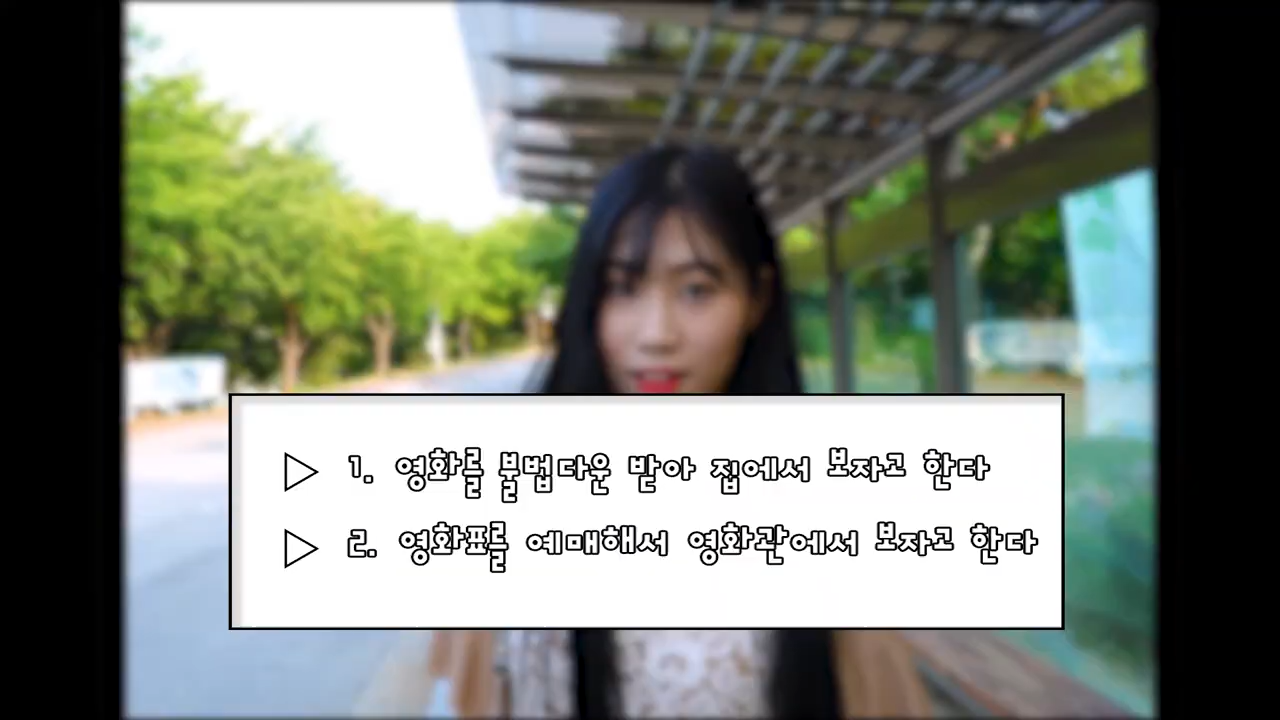 1. 영화를 불법다운 받아 집에서 보자고 한다
2. 영화표를 예매해서 영화관에서 보자고 한다